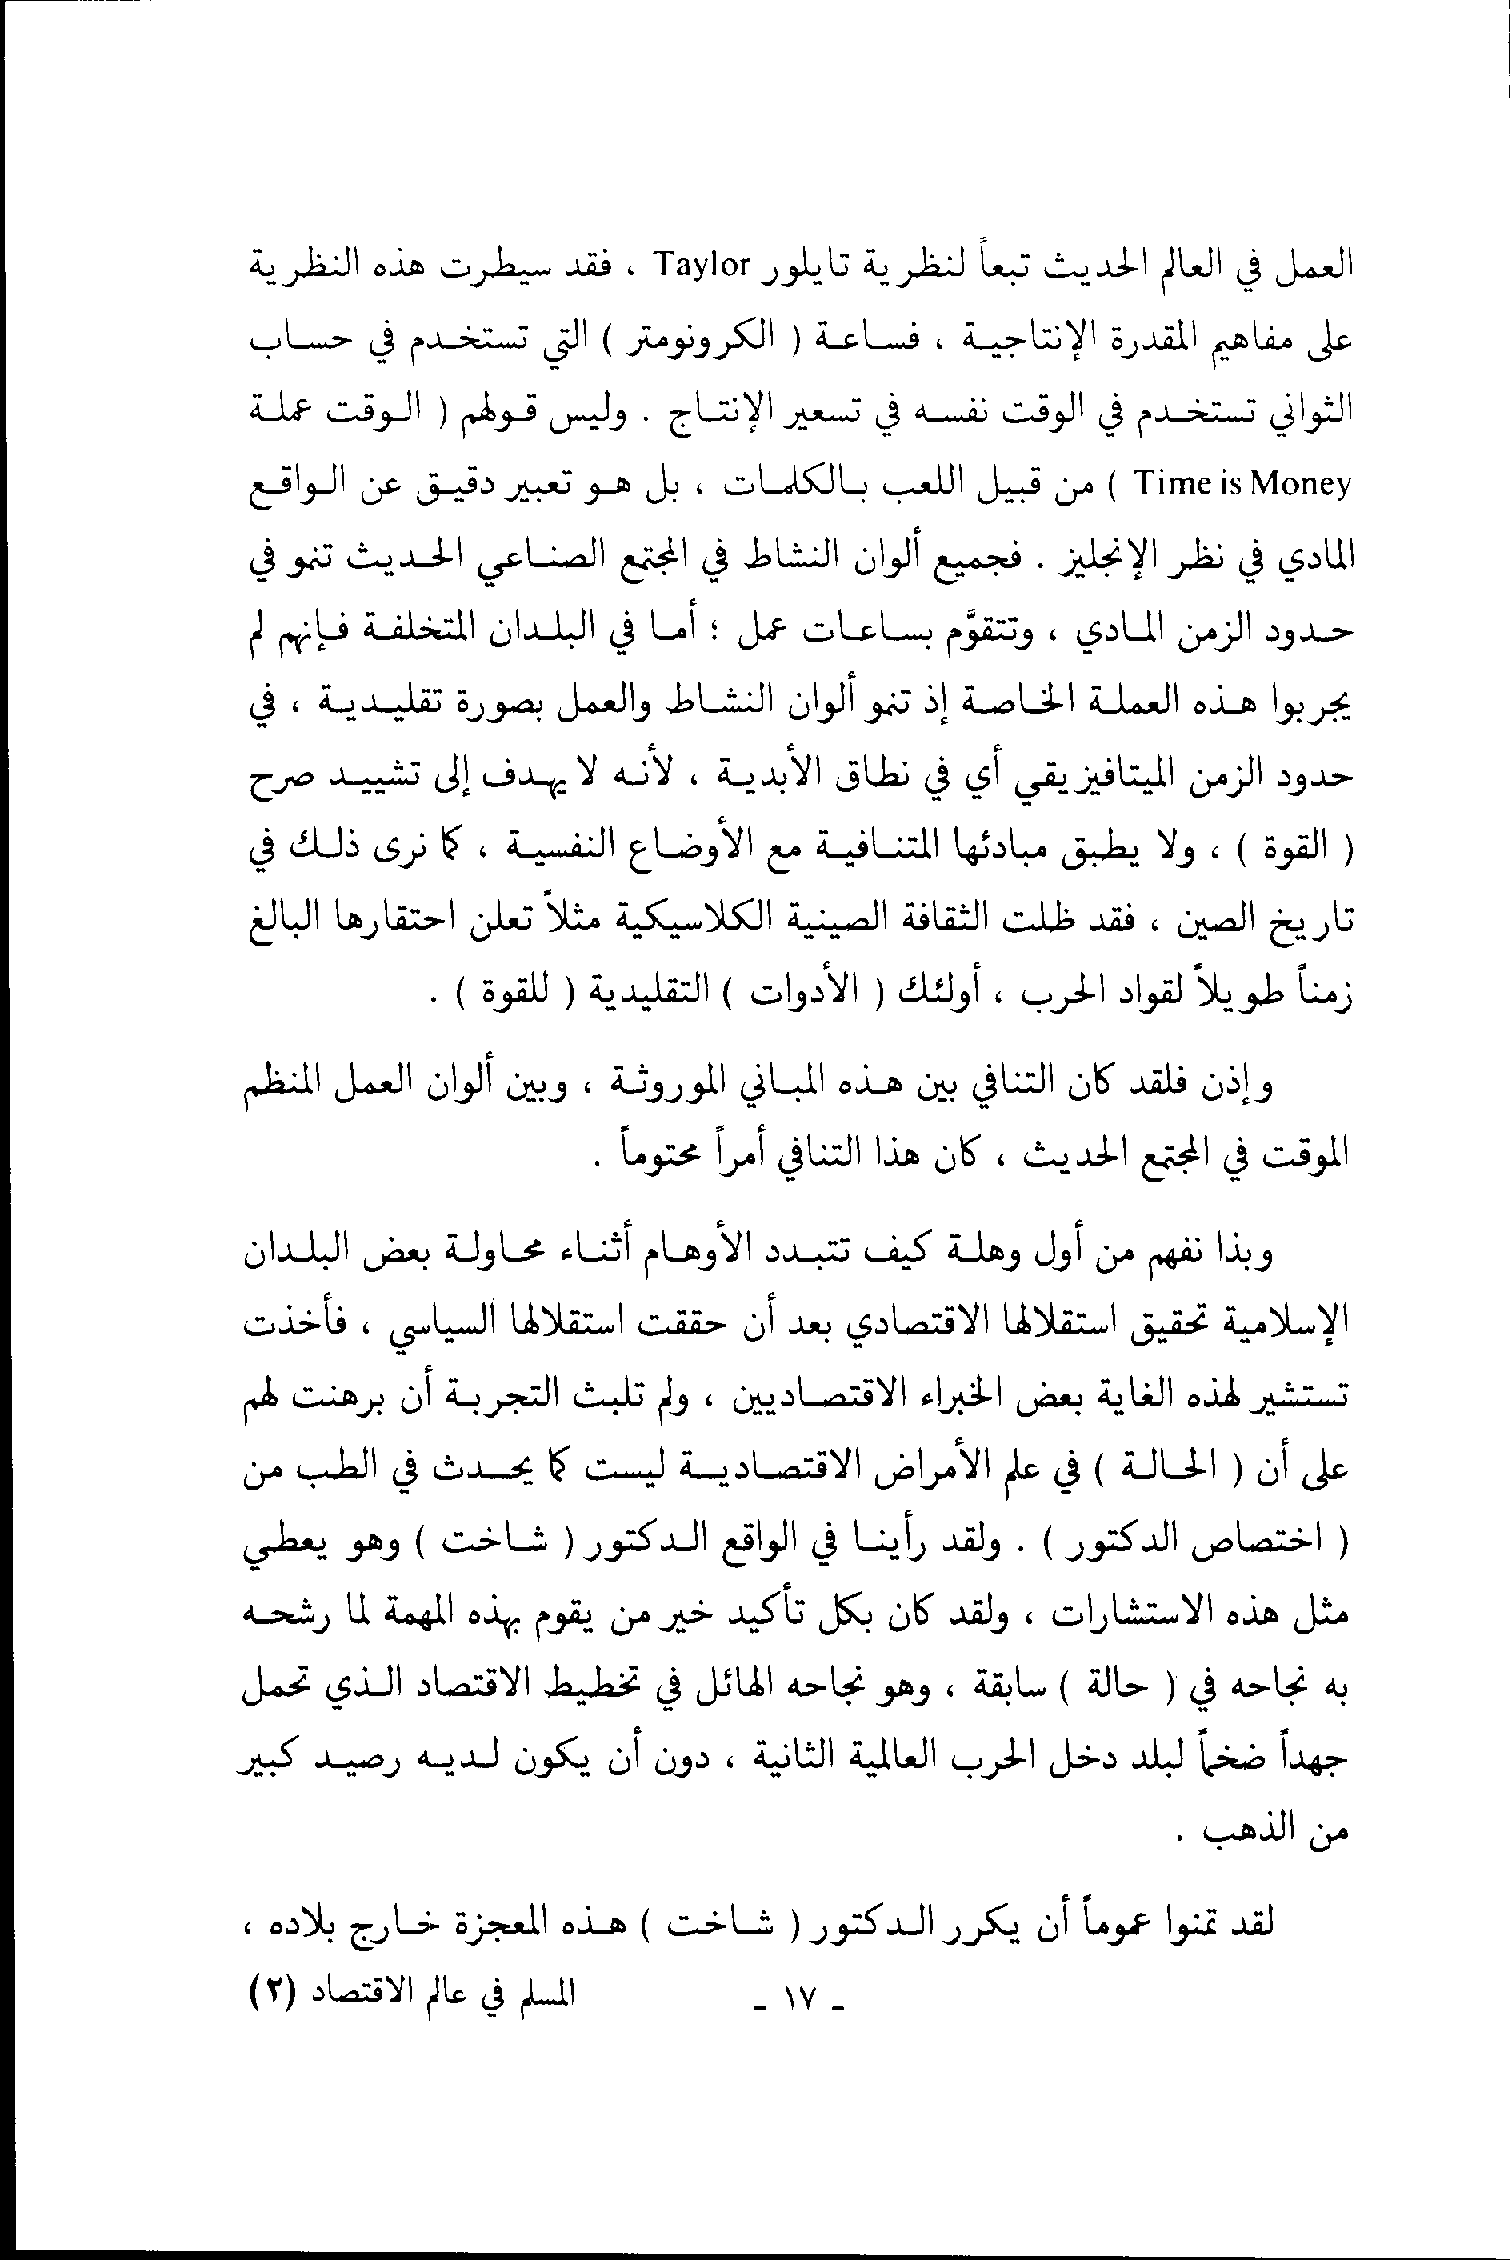 العمل في العالم الحديث تبعاً لنظرية تايلور Taylor ، فقد سيطرت هذه النظرية
على مفاهيم المقدرة الإنتاجية ، فساعة ( الكرونومتر ) التي تستخدم في حساب
الثواني تستخدم في الوقت نفسه في تسعير الإنتاج . وليس قولهم ( الوقت عملة
Time is Money ) من قبيل اللعب بالكلمات ، بل هو تعبير دقيق عن الواقع
المادي في نظر الإنجليز . فجميع ألوان النشاط في المجتمع الصناعي الحديث تنمو في
حدود الزمن المادي ، وتتقوَّم بساعات عمل ؛ أما في البلدان المتخلفة فإنهم لم
يجربوا هذه العملة الخاصة إذ تنمو ألوان النشاط والعمل بصورة تقليدية ، في
حدود الزمن الميتافيزيقي أي في نطاق الأبدية ، لأنه لا يهدف إلى تشييد صرح
( القوة ) ، ولا يطبق مبادئها المتنافية مع الأوضاع النفسية ، كما نرى ذلك في
تاريخ الصين ، فقد ظلت الثقافة الصينية الكلاسيكية مثلاً تعلن احتقارها البالغ
زمناً طويلاً لقواد الحرب ، أولئك ( الأدوات ) التقليدية ( للقوة ) .
وإذن فلقد كان التنافي بين هذه المباني الموروثة ، وبين ألوان العمل المنظم
الموقت في المجتمع الحديث ، كان هذا التنافي أمراً محتوماً .
وبذا نفهم من أول وهلة كيف تتبدد الأوهام أثناء محاولة بعض البلدان
الإسلامية تحقيق استقلالها الاقتصادي بعد أن حققت استقلالها السياسي ، فأخذت
تستشير لهذه الغاية بعض الخبراء الاقتصاديين ، ولم تلبث التجربة أن برهنت لهم
على أن ( الحالة ) في علم الأمراض الاقتصادية ليست كما يحدث في الطب من
( اختصاص الدكتور ) . ولقد رأينا في الواقع الدكتور ( شاخت ) وهو يعطي
مثل هذه الاستشارات ، ولقد كان بكل تأكيد خير من يقوم بهذه المهمة لما رشحه
به نجاحه في ( حالة ) سابقة ، وهو نجاحه الهائل في تخطيط الاقتصاد الذي تحمل
جهداً ضخماً لبلد دخل الحرب العالمية الثانية ، دون أن يكون لديه رصيد كبير
من الذهب .
لقد تمنوا عموماً أن يكرر الدكتور ( شاخت ) هذه المعجزة خارج بلاده ،
- ١٧ - المسلم في عالم الاقتصاد (٢)